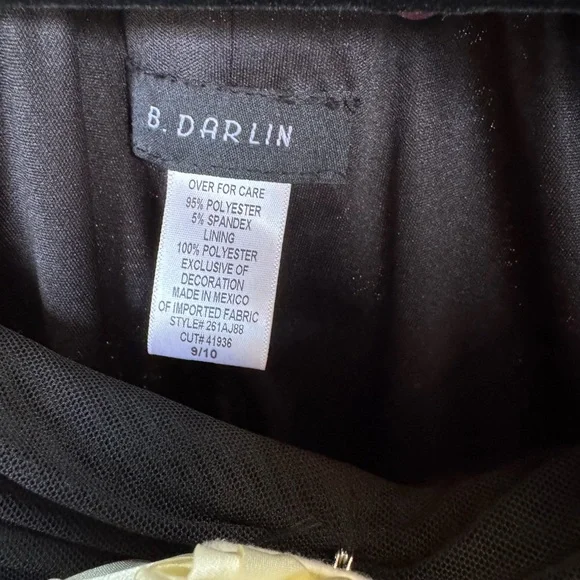 B. DARLIN
OVER FOR CARE
95% POLYESTER
5% SPANDEX
LINING
100% POLYESTER
EXCLUSIVE OF
DECORATION
MADE IN MEXICO
OF IMPORTED FABRIC
STYLE# 261AJ88
CUT# 41936
9/10